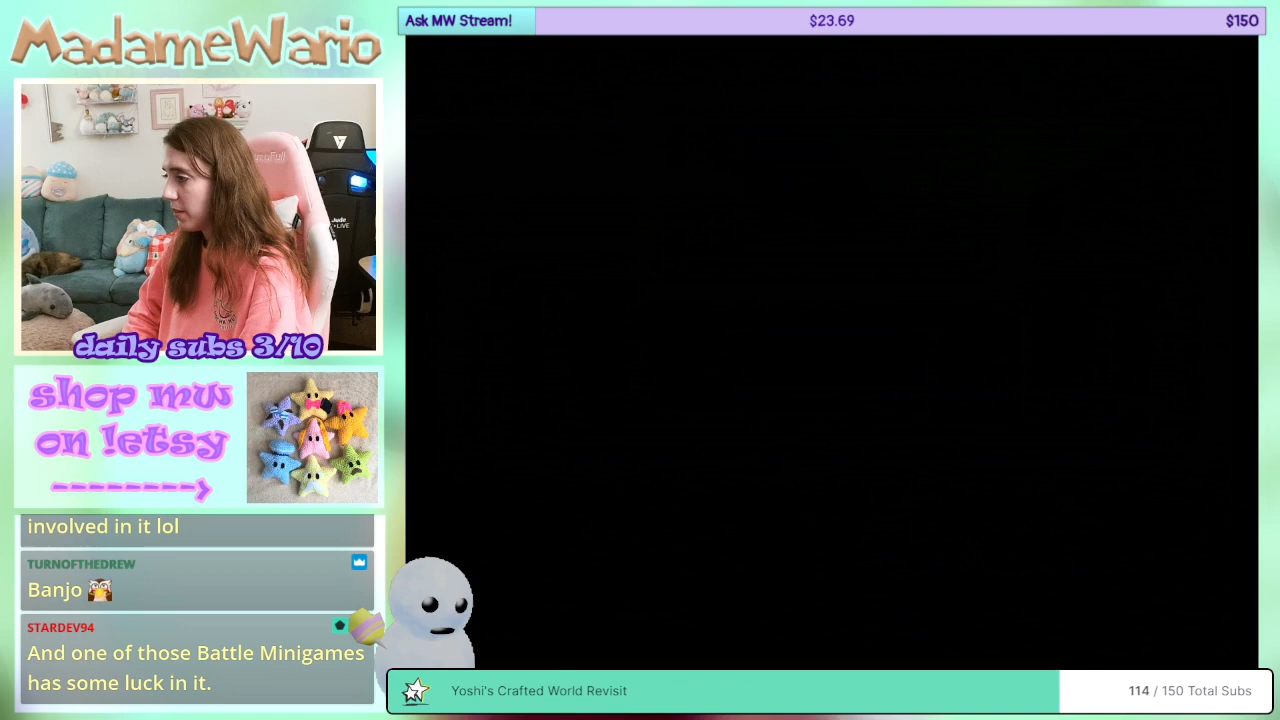 MadameWario
Ask MW Stream!
$23.69
$150
daily subs 3/10
shop mw
on !etsy
-------->
involved in it lol
TURNOFTHEDREW
Banjo
STARDEV94
And one of those Battle Minigames
has some luck in it.
Yoshi's Crafted World Revisit
114 / 150 Total Subs